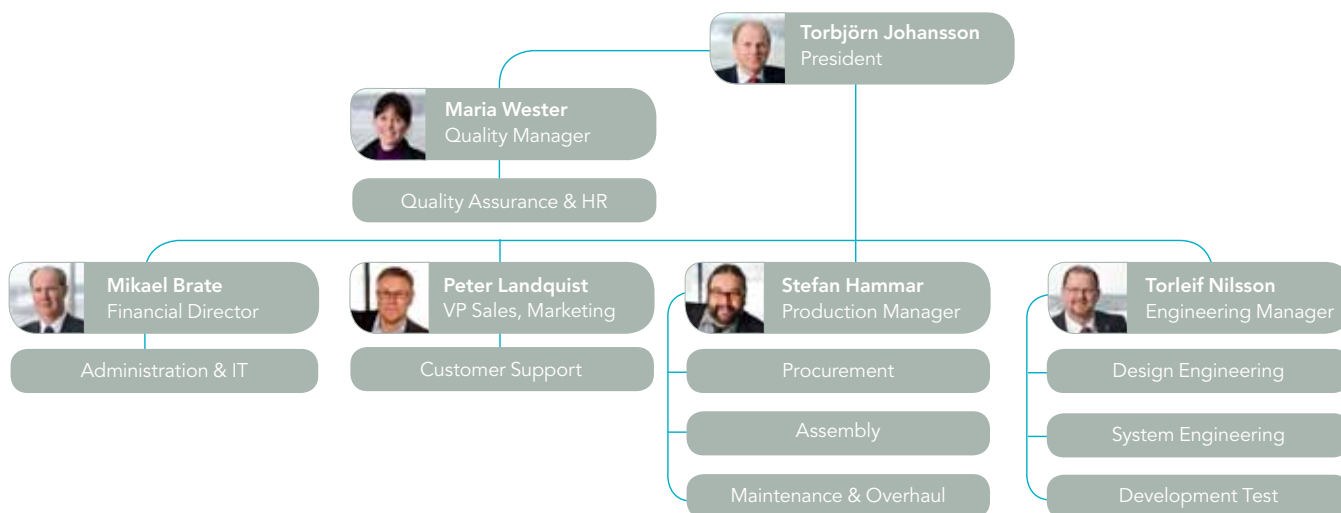 Torbjörn Johansson
President
Maria Wester
Quality Manager
Quality Assurance & HR
Mikael Brate
Financial Director
Administration & IT
Peter Landquist
VP Sales, Marketing
Customer Support
Stefan Hammar
Production Manager
Procurement
Assembly
Maintenance & Overhaul
Torleif Nilsson
Engineering Manager
Design Engineering
System Engineering
Development Test